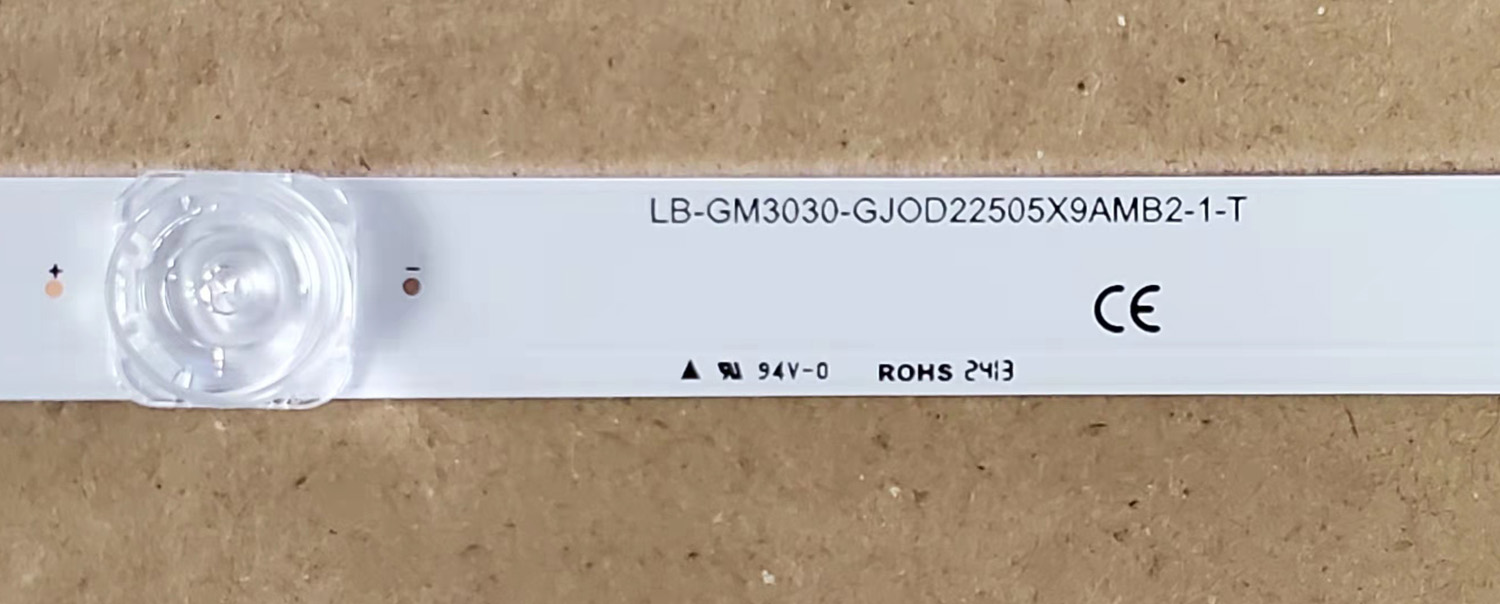 LB-GM3030-GJOD22505X9AMB2-1-T
+
-
CE
▲ 94V-0 ROHS 2413